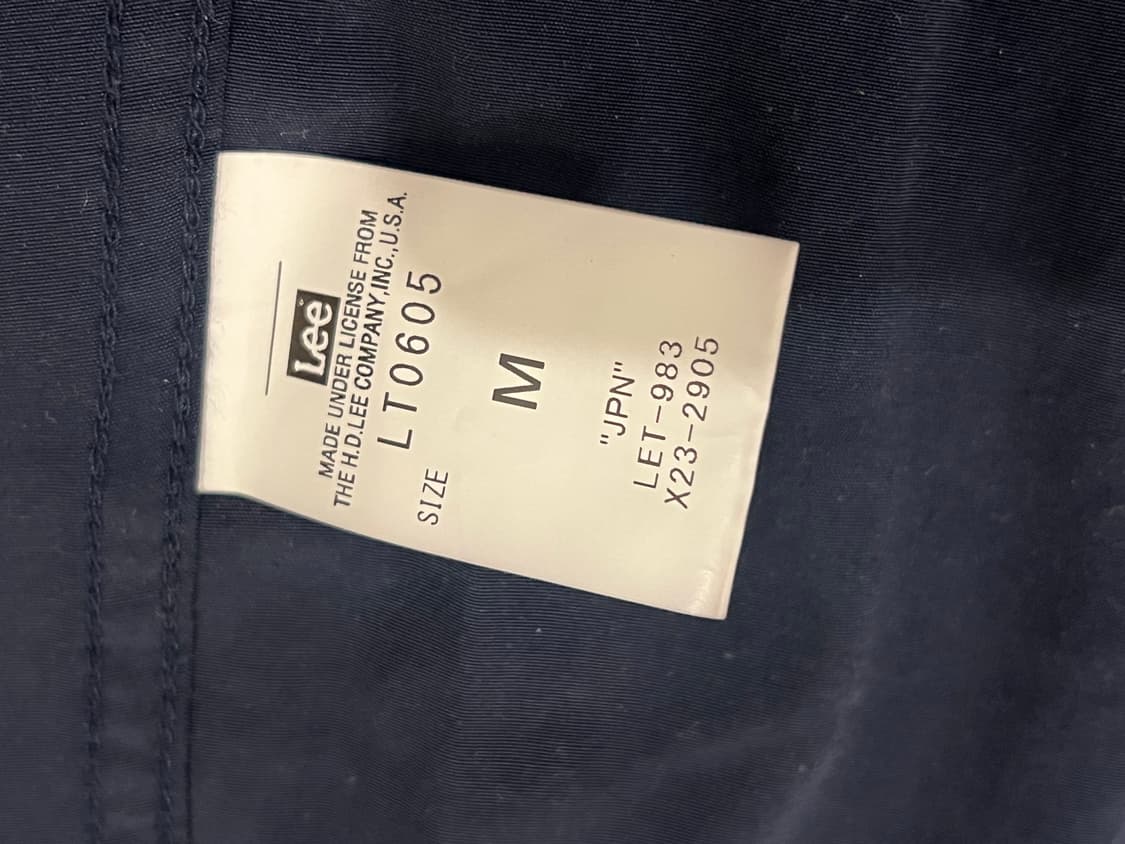 Lee
MADE UNDER LICENSE FROM
THE H.D.LEE COMPANY,INC.,U.S.A.
LT0605
SIZE
M
"JPN"
LET-983
X23-2905